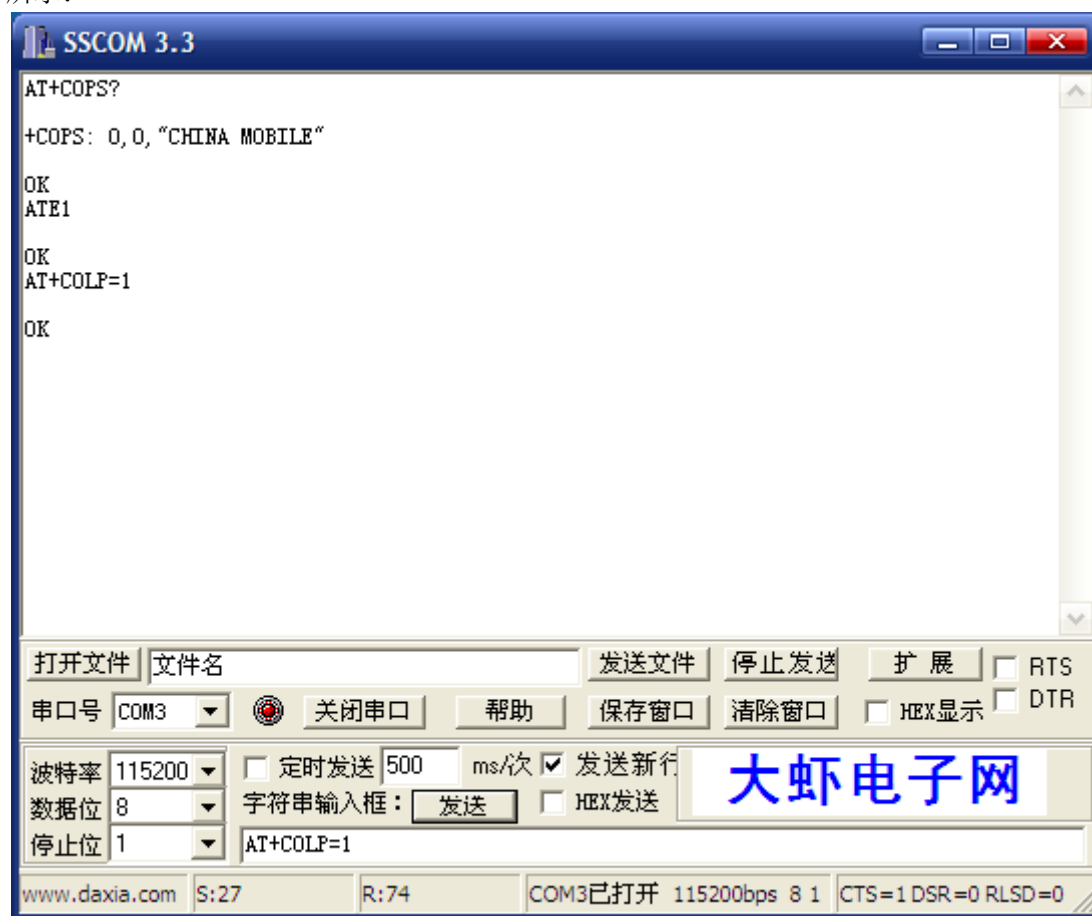 SSCOM 3.3
AT+COPS?
+COPS: 0,0,"CHINA MOBILE"
OK
ATE1
OK
AT+COLP=1
OK
打开文件 文件名 发送文件 停止发送 扩 展 RTS
串口号 COM3 关闭串口 帮助 保存窗口 清除窗口 HEX显示 DTR
波特率 115200 定时发送 500 ms/次 发送新行 大虾电子网
数据位 8 字符串输入框： 发送 HEX发送
停止位 1 AT+COLP=1
www.daxia.com S:27 R:74 COM3已打开 115200bps 8 1 CTS=1 DSR=0 RLSD=0